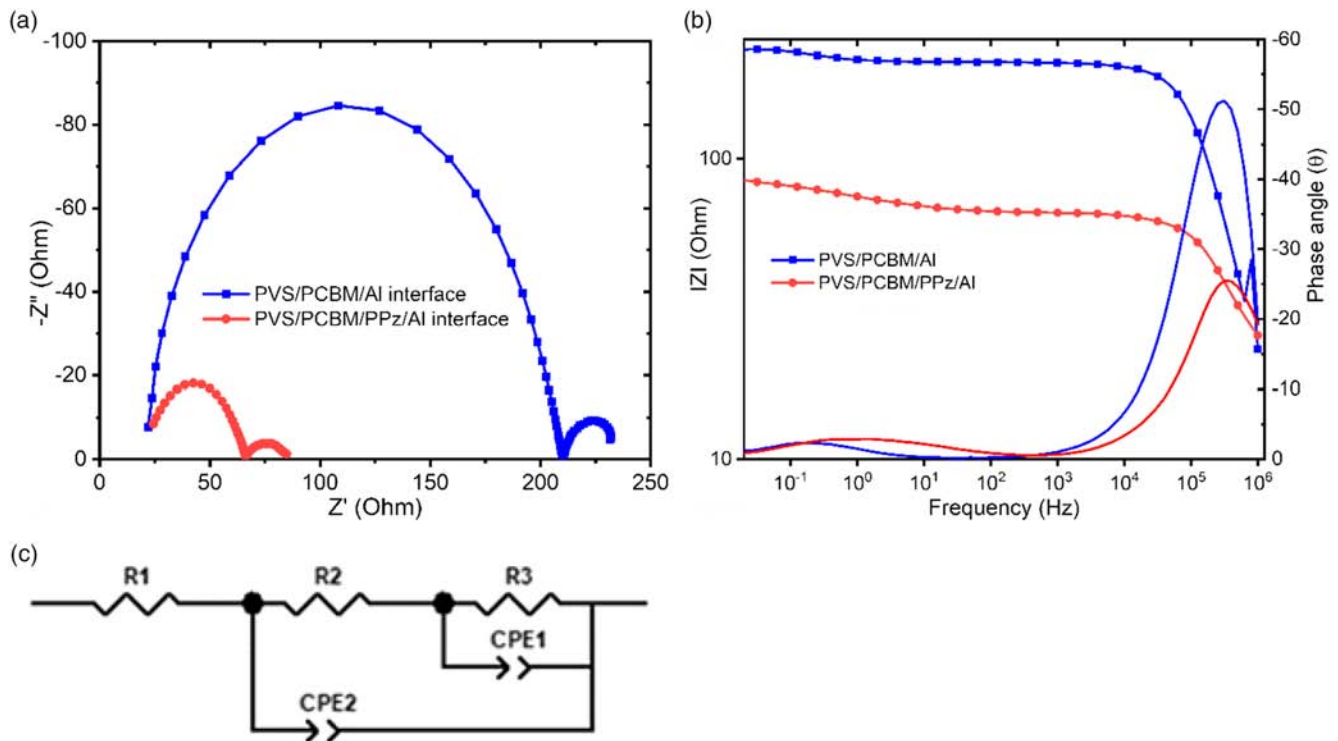 (a)
-100
-80
-60
-40
-20
0
-Z'' (Ohm)
PVS/PCBM/Al interface
PVS/PCBM/PPz/Al interface
0 50 100 150 200 250
Z' (Ohm)
(b)
100
10
IZI (Ohm)
PVS/PCBM/Al
PVS/PCBM/PPz/Al
-60
-50
-40
-30
-20
-10
0
Phase angle (θ)
10⁻¹ 10⁰ 10¹ 10² 10³ 10⁴ 10⁵ 10⁶
Frequency (Hz)
(c)
R1 R2 R3
CPE1
CPE2